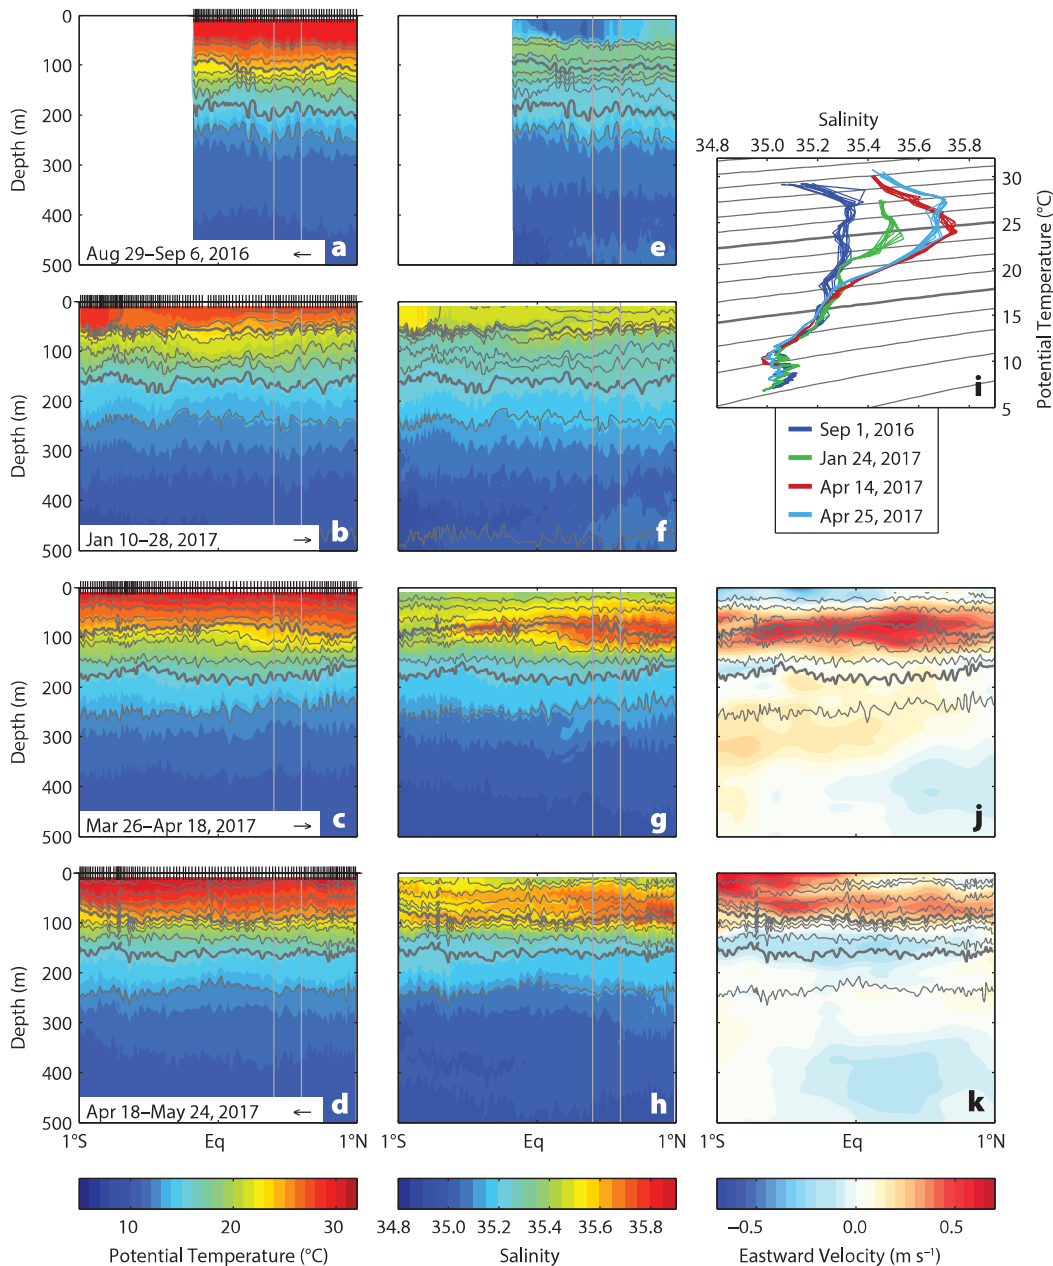 0
100
200
300
400
500
Depth (m)
Aug 29–Sep 6, 2016 ←
a
e
Salinity
34.8 35.0 35.2 35.4 35.6 35.8
30
25
20
15
10
5
Potential Temperature (°C)
i
Sep 1, 2016
Jan 24, 2017
Apr 14, 2017
Apr 25, 2017
0
100
200
300
400
500
Depth (m)
Jan 10–28, 2017 →
b
f
0
100
200
300
400
500
Depth (m)
Mar 26–Apr 18, 2017 →
c
g
j
0
100
200
300
400
500
Depth (m)
Apr 18–May 24, 2017 ←
d
h
k
1°S Eq 1°N
1°S Eq 1°N
1°S Eq 1°N
10 20 30
Potential Temperature (°C)
34.8 35.0 35.2 35.4 35.6 35.8
Salinity
−0.5 0.0 0.5
Eastward Velocity (m s⁻¹)